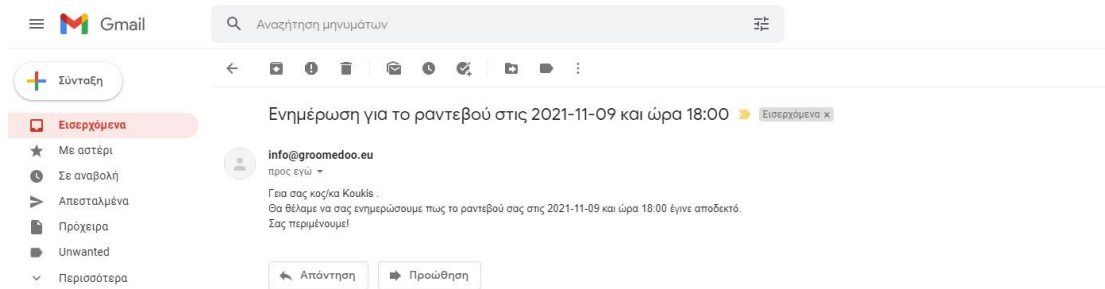 Gmail
Αναζήτηση μηνυμάτων
Σύνταξη
Εισερχόμενα
Με αστέρι
Σε αναβολή
Απεσταλμένα
Πρόχειρα
Unwanted
Περισσότερα
Ενημέρωση για το ραντεβού στις 2021-11-09 και ώρα 18:00 Εισερχόμενα x
info@groomedoo.eu
προς εγώ
Γεια σας κος/κα Koukis .
Θα θέλαμε να σας ενημερώσουμε πως το ραντεβού σας στις 2021-11-09 και ώρα 18:00 έγινε αποδεκτό.
Σας περιμένουμε!
Απάντηση Προώθηση